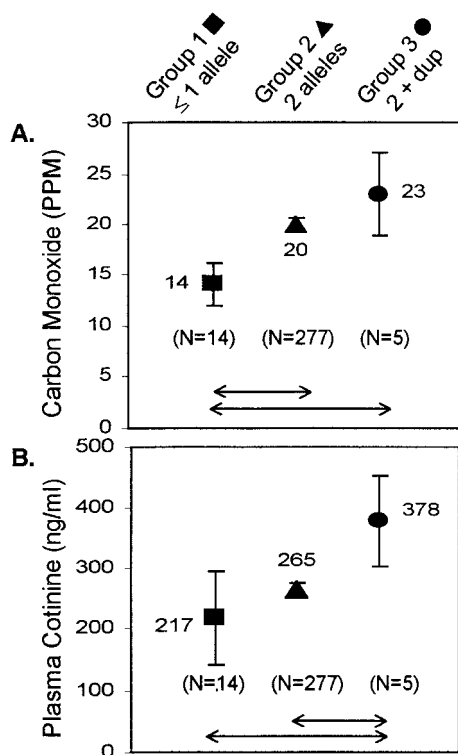 Group 1 ■
≤ 1 allele
Group 2 ▲
2 alleles
Group 3 ●
2 + dup
A.
Carbon Monoxide (PPM)
30
25
20
15
10
5
0
14
20
23
(N=14) (N=277) (N=5)
B.
Plasma Cotinine (ng/ml)
500
400
300
200
100
0
217
265
378
(N=14) (N=277) (N=5)